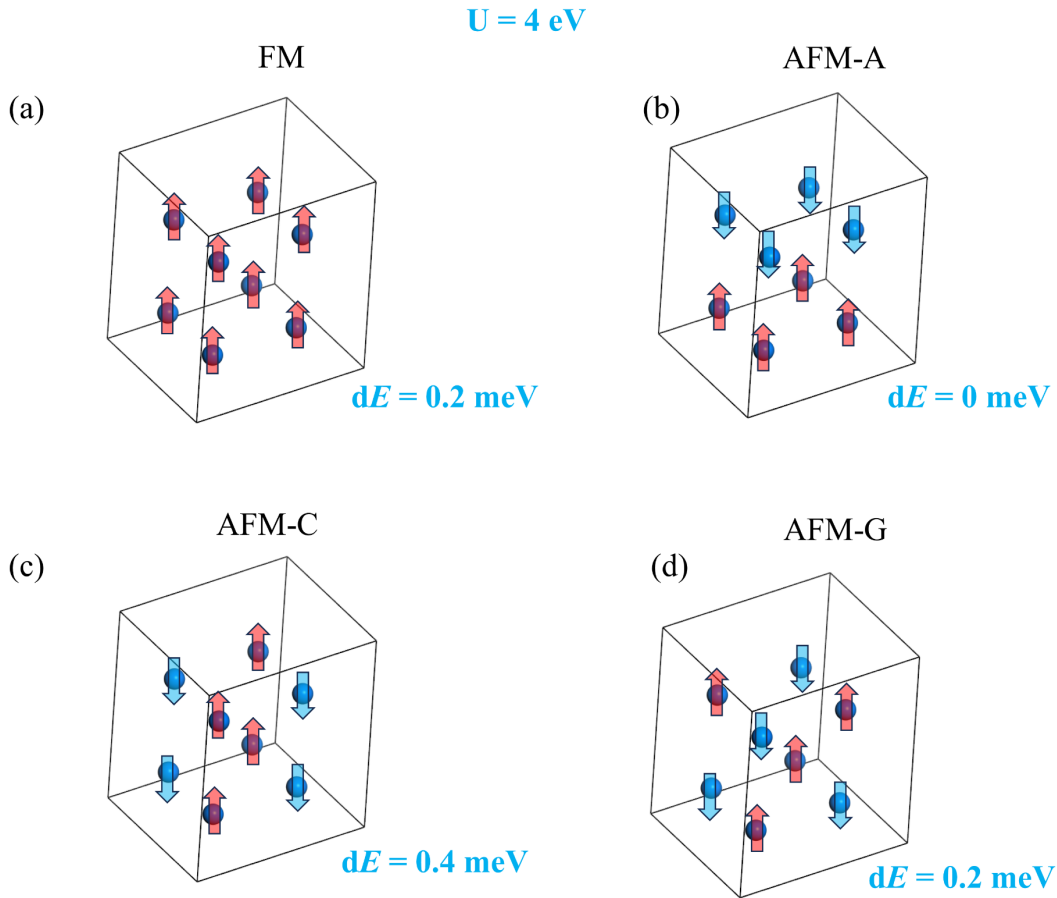 U = 4 eV
FM
AFM-A
(a)
(b)
dE = 0.2 meV
dE = 0 meV
AFM-C
AFM-G
(c)
(d)
dE = 0.4 meV
dE = 0.2 meV